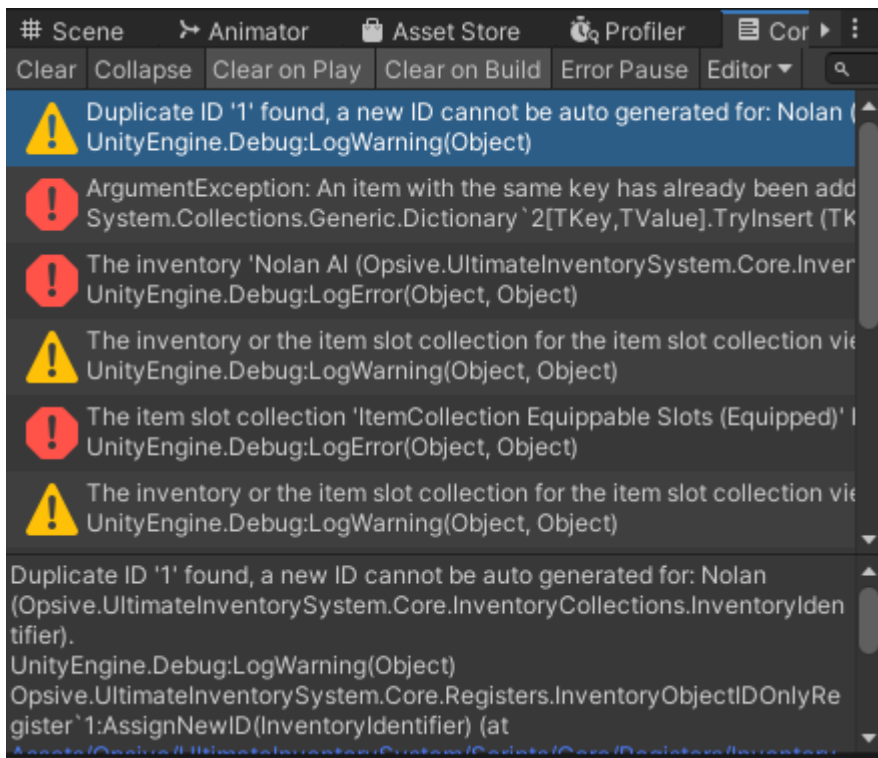 Scene Animator Asset Store Profiler Cor
Clear Collapse Clear on Play Clear on Build Error Pause Editor
Duplicate ID '1' found, a new ID cannot be auto generated for: Nolan (
UnityEngine.Debug:LogWarning(Object)
ArgumentException: An item with the same key has already been add
System.Collections.Generic.Dictionary`2[TKey,TValue].TryInsert (TK
The inventory 'Nolan AI (Opsive.UltimateInventorySystem.Core.Inver
UnityEngine.Debug:LogError(Object, Object)
The inventory or the item slot collection for the item slot collection vie
UnityEngine.Debug:LogWarning(Object, Object)
The item slot collection 'ItemCollection Equippable Slots (Equipped)'
UnityEngine.Debug:LogError(Object, Object)
The inventory or the item slot collection for the item slot collection vie
UnityEngine.Debug:LogWarning(Object, Object)
Duplicate ID '1' found, a new ID cannot be auto generated for: Nolan
(Opsive.UltimateInventorySystem.Core.InventoryCollections.InventoryIden
tifier).
UnityEngine.Debug:LogWarning(Object)
Opsive.UltimateInventorySystem.Core.Registers.InventoryObjectIDOnlyRe
gister`1:AssignNewID(InventoryIdentifier) (at
Assets/Opsive/UltimateInventorySystem/Scripts/Core/Registers/Inventory